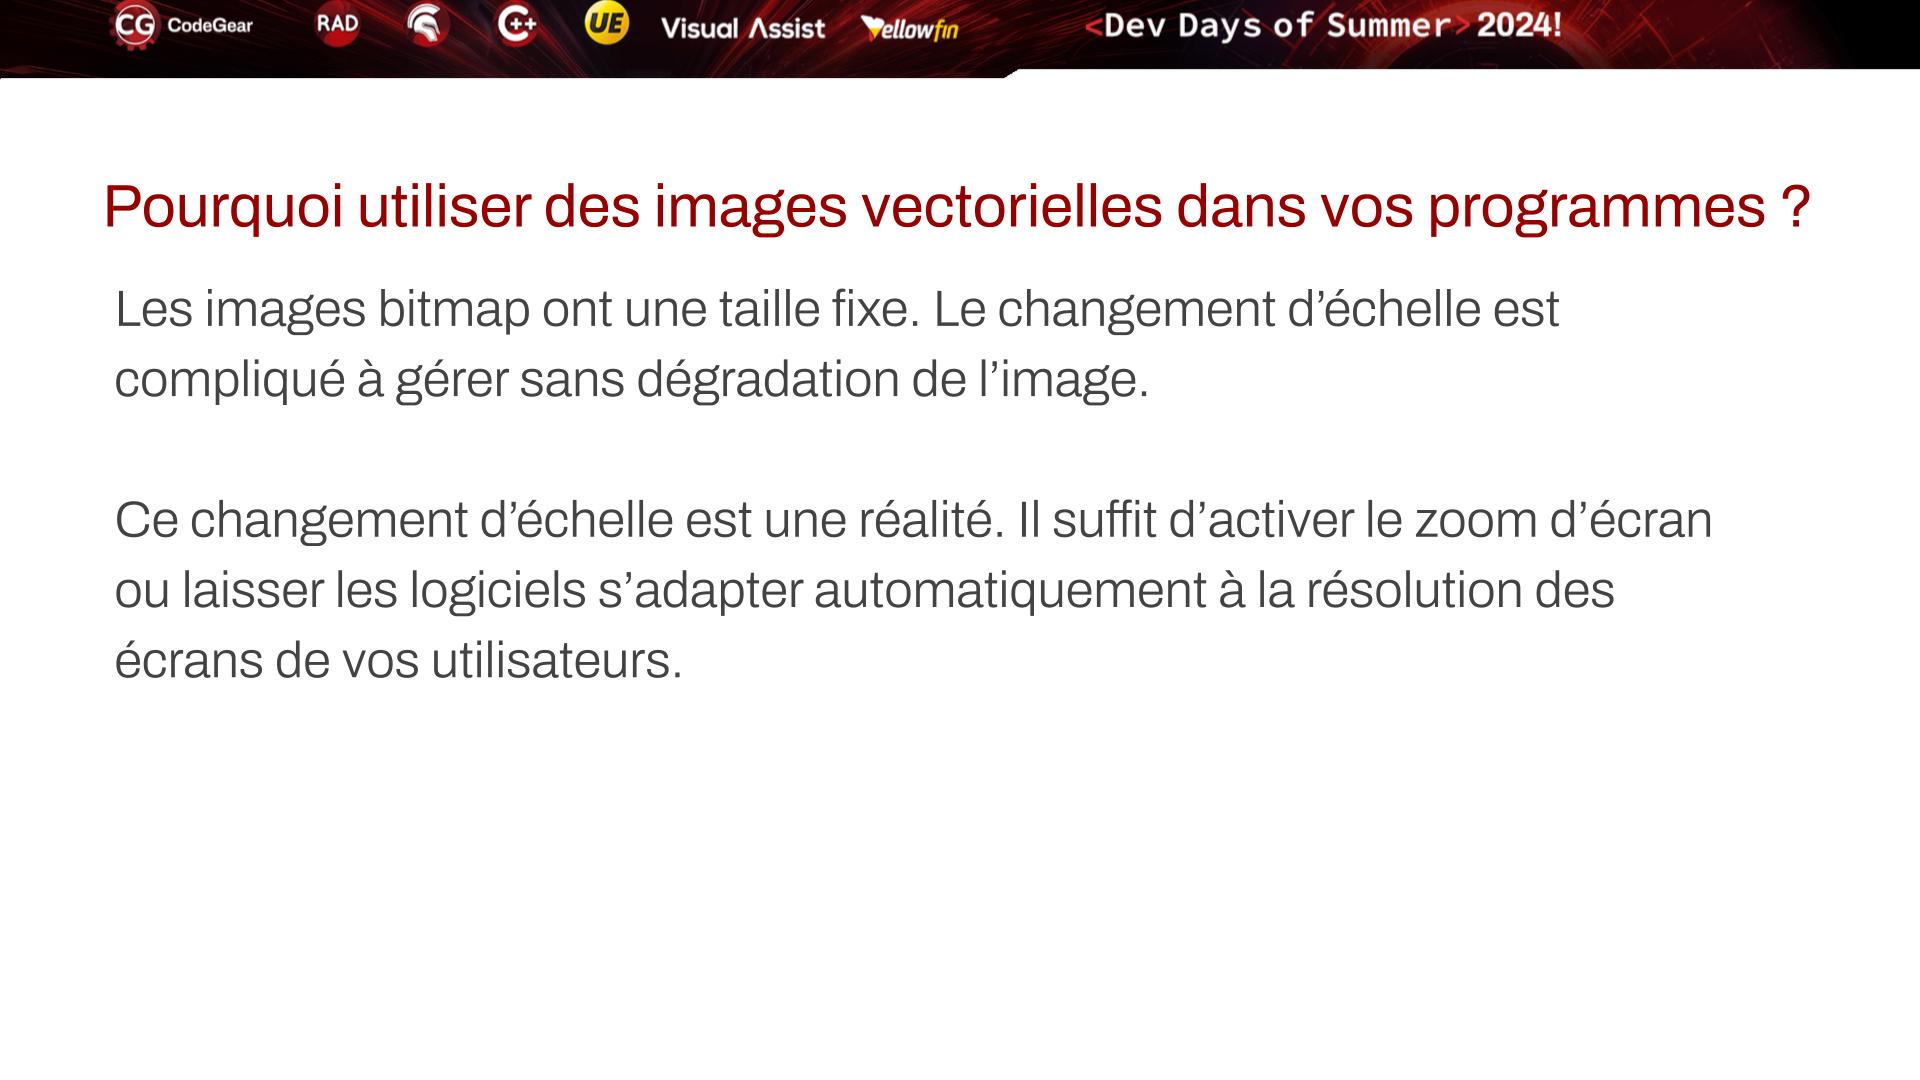 CG CodeGear RAD C++ UE Visual Assist Yellowfin <Dev Days of Summer> 2024!
Pourquoi utiliser des images vectorielles dans vos programmes ?
Les images bitmap ont une taille fixe. Le changement d’échelle est
compliqué à gérer sans dégradation de l’image.
Ce changement d’échelle est une réalité. Il suffit d’activer le zoom d’écran
ou laisser les logiciels s’adapter automatiquement à la résolution des
écrans de vos utilisateurs.